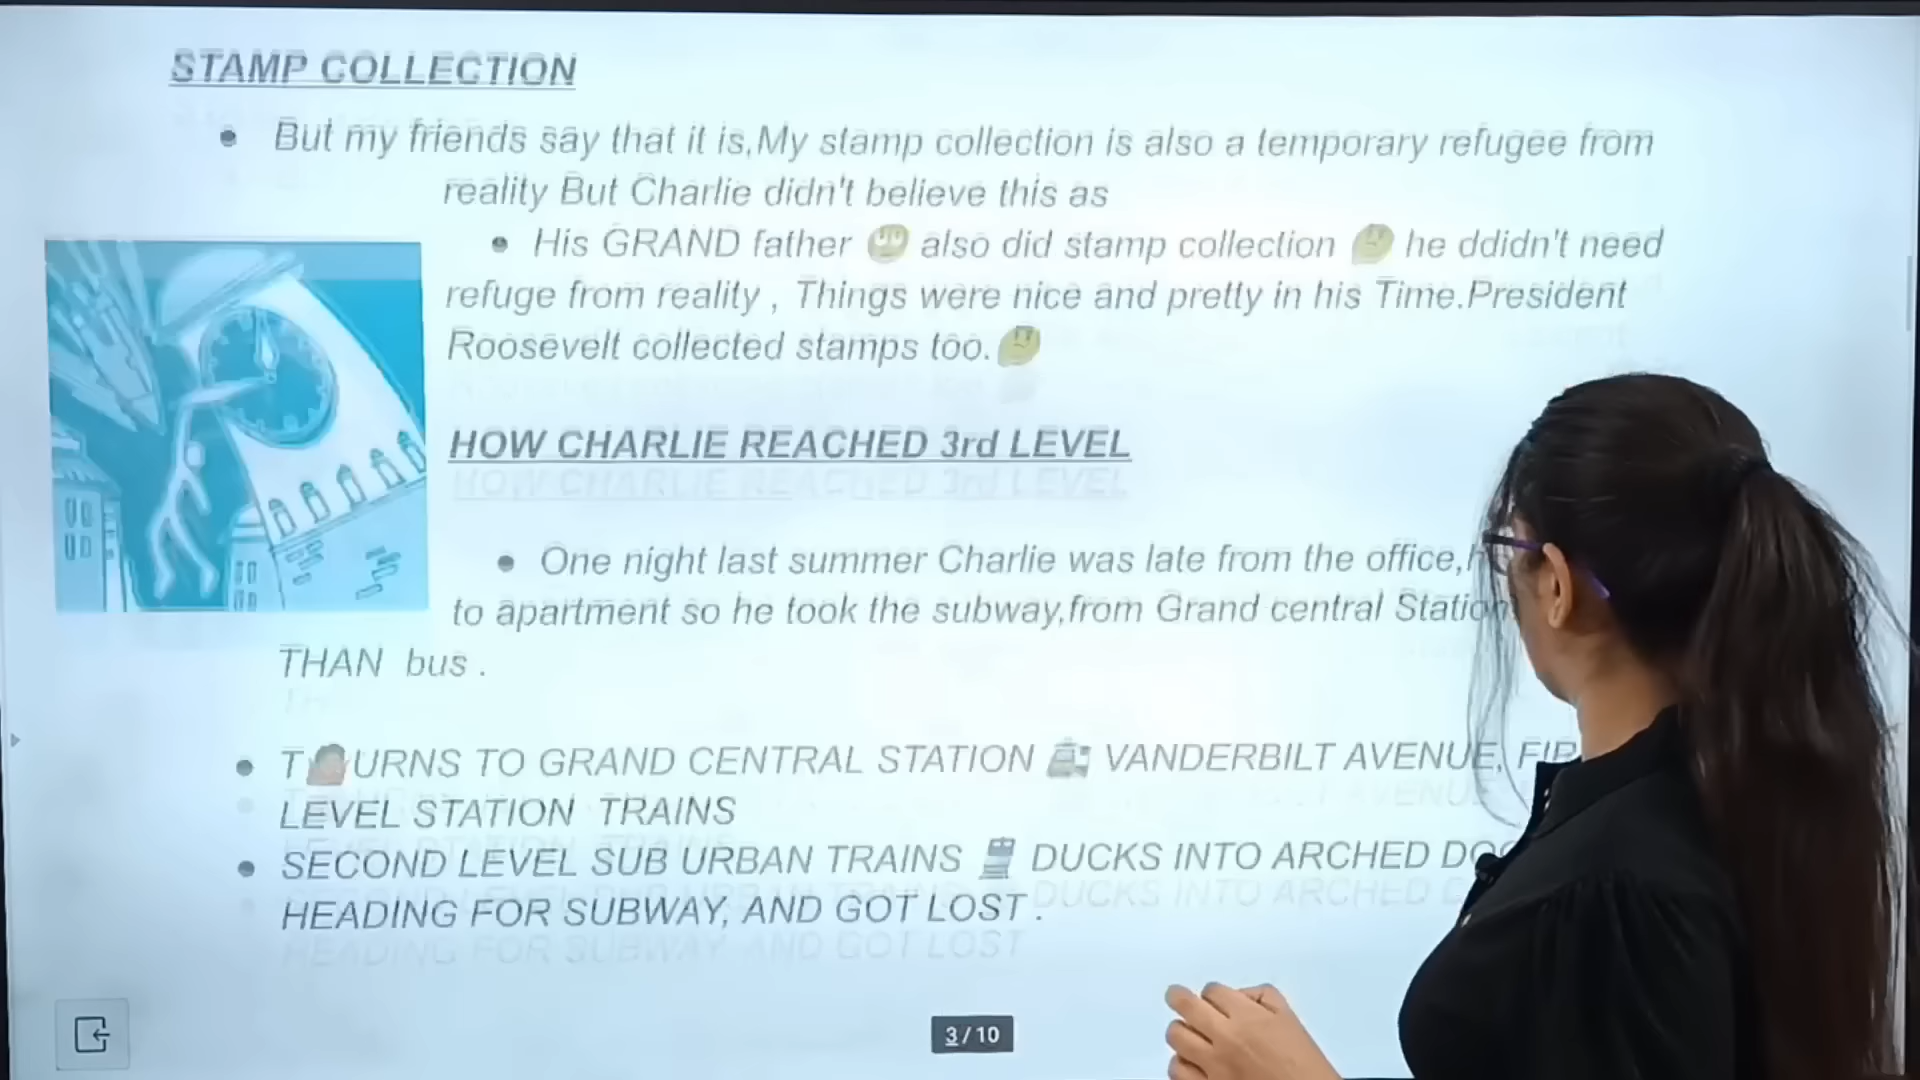 STAMP COLLECTION
But my friends say that it is,My stamp collection is also a temporary refugee from
reality But Charlie didn't believe this as
His GRAND father also did stamp collection he ddidn't need
refuge from reality , Things were nice and pretty in his Time.President
Roosevelt collected stamps too.
HOW CHARLIE REACHED 3rd LEVEL
One night last summer Charlie was late from the office,
to apartment so he took the subway,from Grand central Station
THAN bus .
T URNS TO GRAND CENTRAL STATION VANDERBILT AVENUE,
LEVEL STATION TRAINS
SECOND LEVEL SUB URBAN TRAINS DUCKS INTO ARCHED
HEADING FOR SUBWAY, AND GOT LOST .
3 / 10